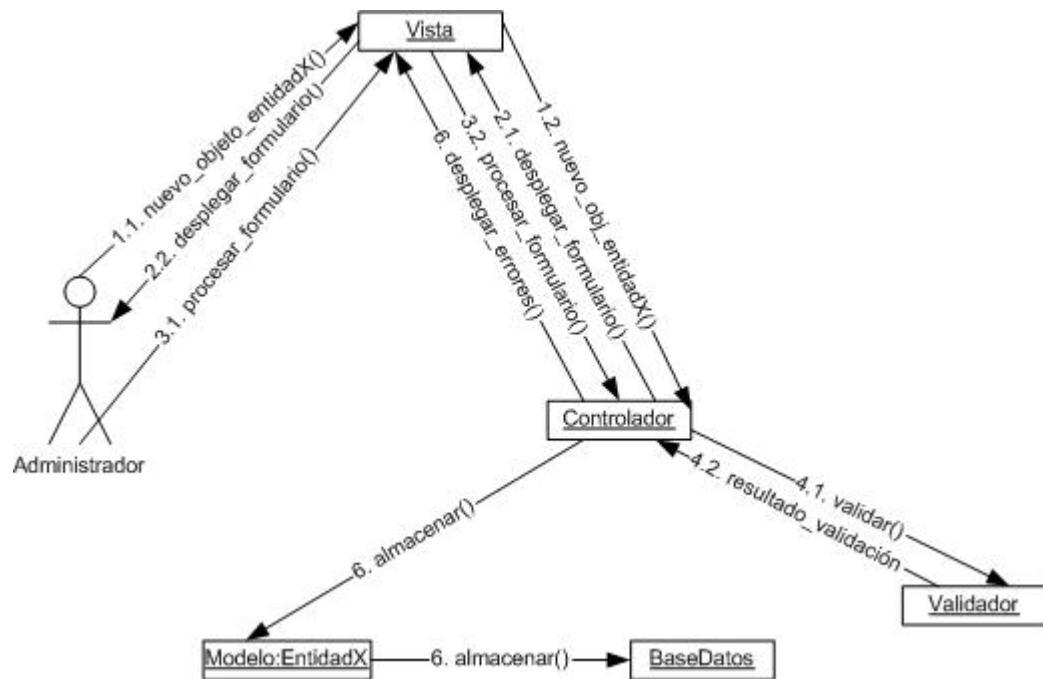 Vista
1.1. nuevo_objeto_entidadX()
2.2. desplegar_formulario()
3.1. procesar_formulario()
6. desplegar_errores()
3.2. procesar_formulario()
2.1. desplegar_formulario()
1.2. nuevo_obj_entidadX()
Administrador
Controlador
4.1. validar()
4.2. resultado_validación
6. almacenar()
Validador
Modelo:EntidadX
6. almacenar()
BaseDatos